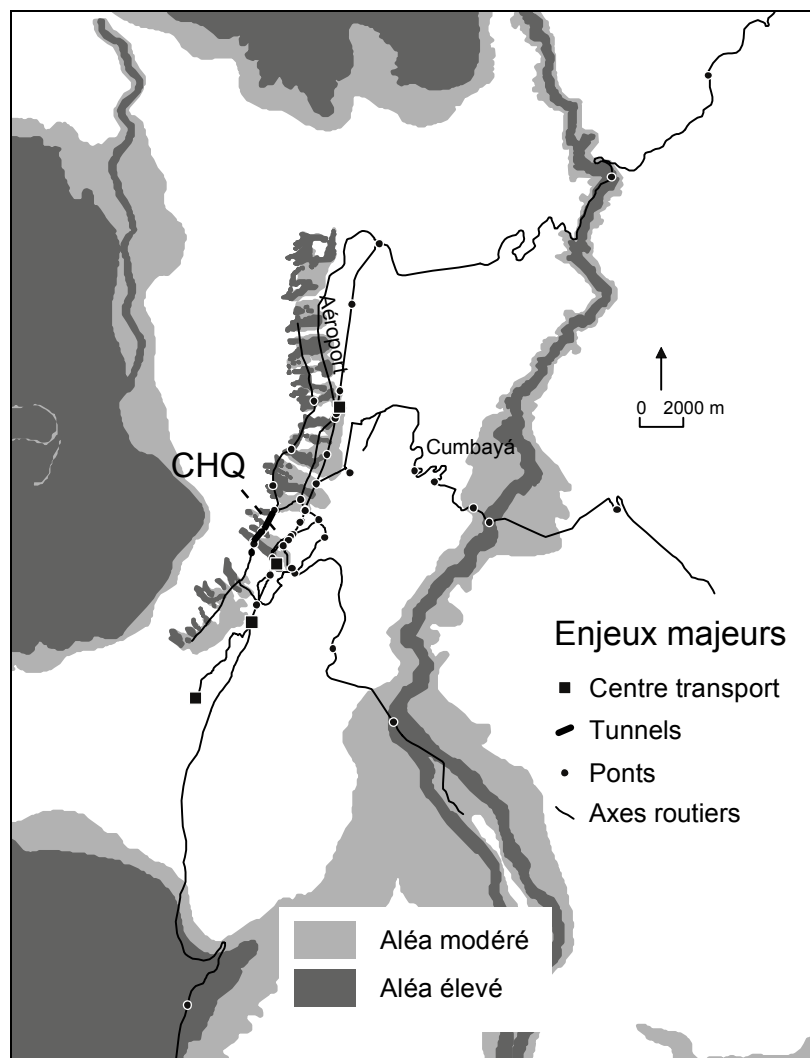 Aéroport
0 2000 m
Cumbayá
CHQ
Enjeux majeurs
Centre transport
Tunnels
Ponts
Axes routiers
Aléa modéré
Aléa élevé